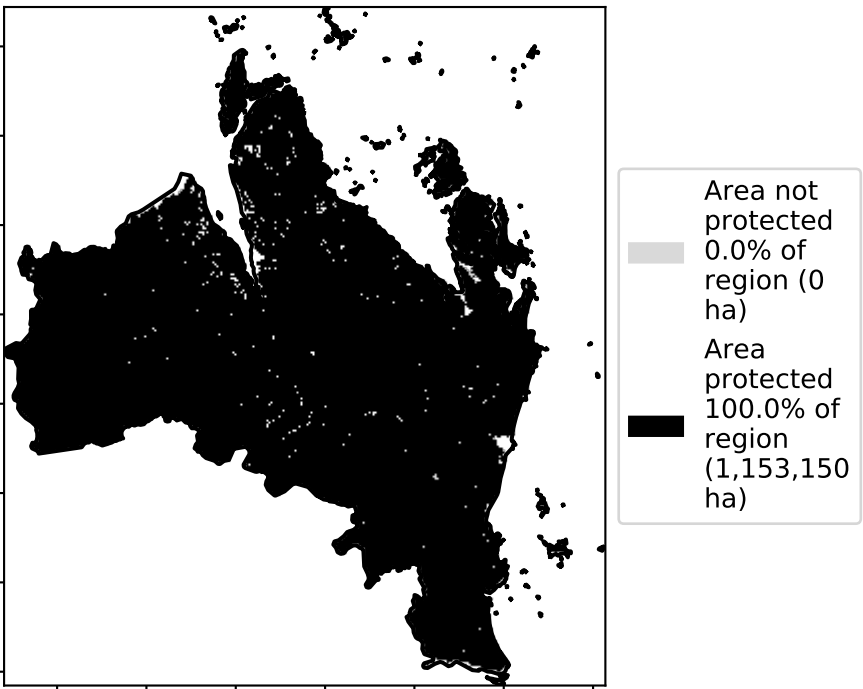 Area not
protected
0.0% of
region (0
ha)
Area
protected
100.0% of
region
(1,153,150
ha)